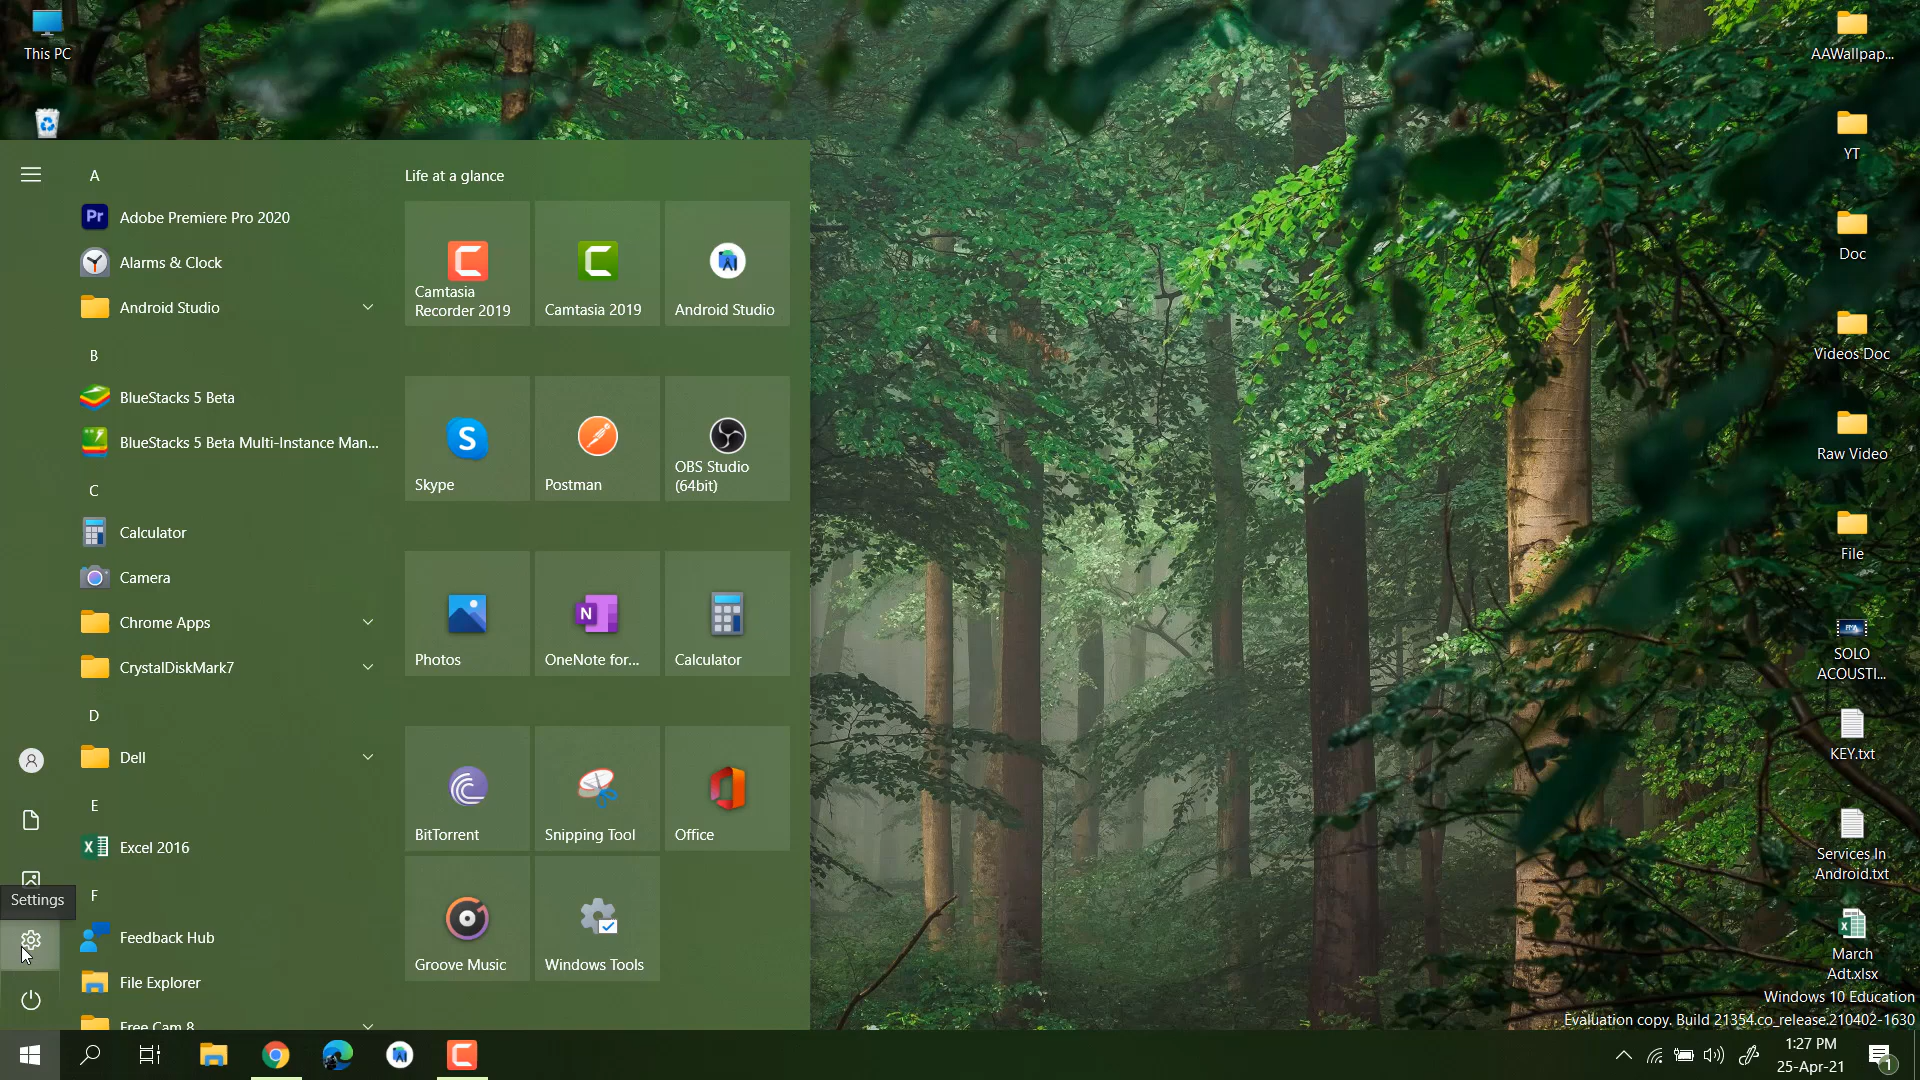 This PC
A
Adobe Premiere Pro 2020
Alarms & Clock
Android Studio
B
BlueStacks 5 Beta
BlueStacks 5 Beta Multi-Instance Man...
C
Calculator
Camera
Chrome Apps
CrystalDiskMark7
D
Dell
E
Excel 2016
F
Feedback Hub
File Explorer
Free Cam 8
Settings
Life at a glance
Camtasia
Recorder 2019
Camtasia 2019
Android Studio
Skype
Postman
OBS Studio
(64bit)
Photos
OneNote for...
Calculator
BitTorrent
Snipping Tool
Office
Groove Music
Windows Tools
AAWallpap...
YT
Doc
Videos Doc
Raw Video
File
SOLO
ACOUSTI...
KEY.txt
Services In
Android.txt
March
Adt.xlsx
Windows 10 Education
Evaluation copy. Build 21354.co_release.210402-1630
1:27 PM
25-Apr-21
1